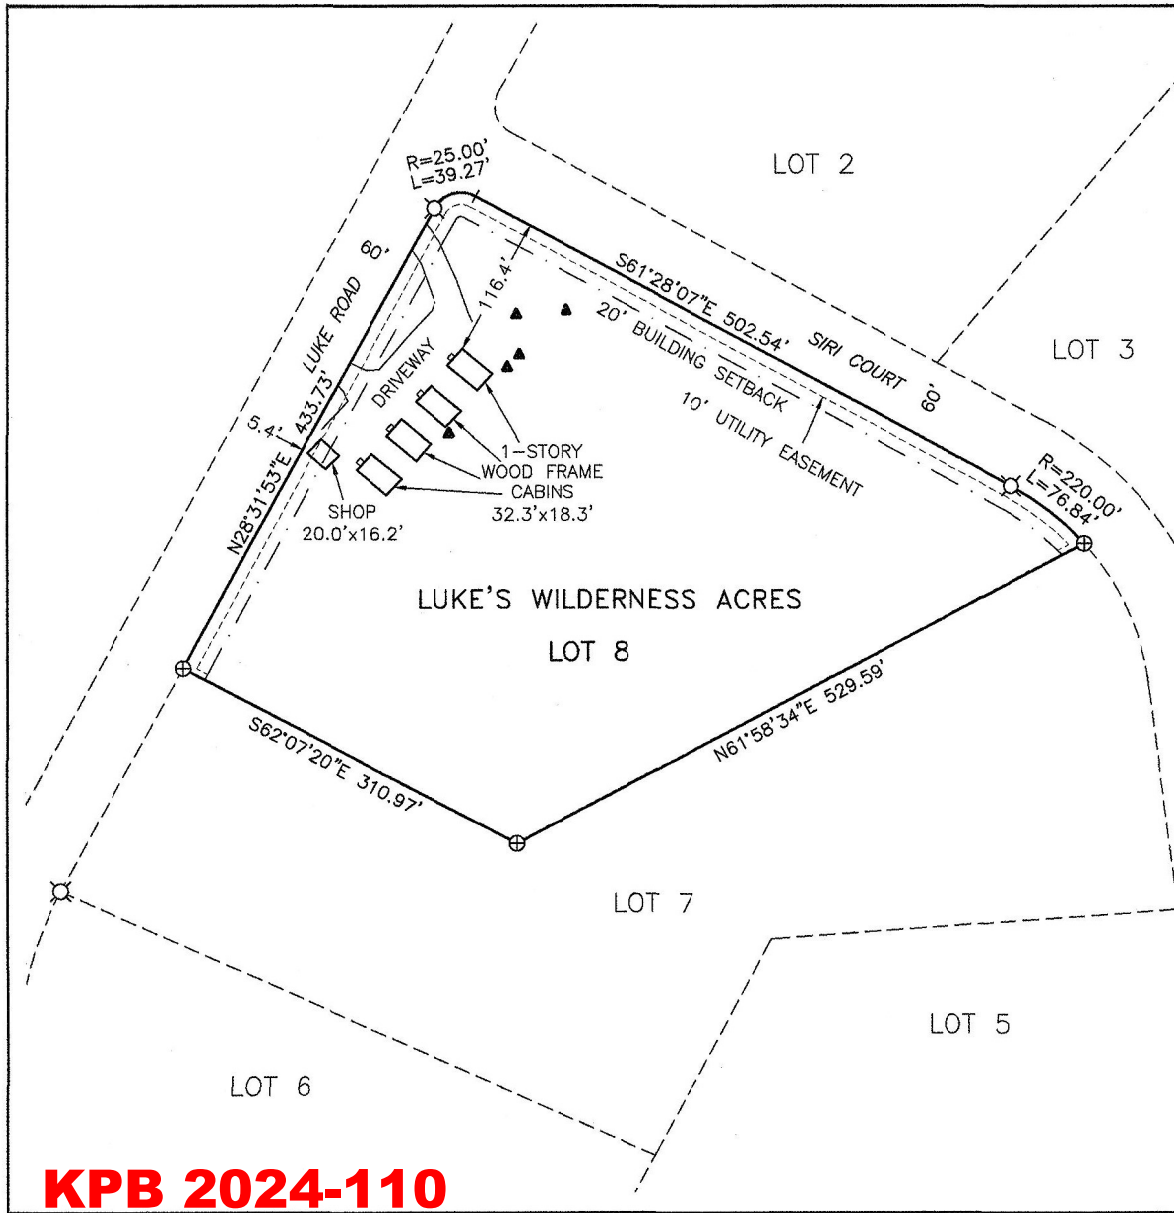 LOT 2
R=25.00'
L=39.27'
LUKE ROAD 60'
116.4'
S61°28'07"E 502.54'
SIRI COURT 60'
20' BUILDING SETBACK
10' UTILITY EASEMENT
LOT 3
DRIVEWAY
5.4'
N28°31'53"E 433.73'
1-STORY
WOOD FRAME
CABINS
32.3'x18.3'
SHOP
20.0'x16.2'
R=220.00'
L=76.84'
LUKE'S WILDERNESS ACRES
LOT 8
S62°07'20"E 310.97'
N61°58'34"E 529.59'
LOT 7
LOT 5
LOT 6
KPB 2024-110